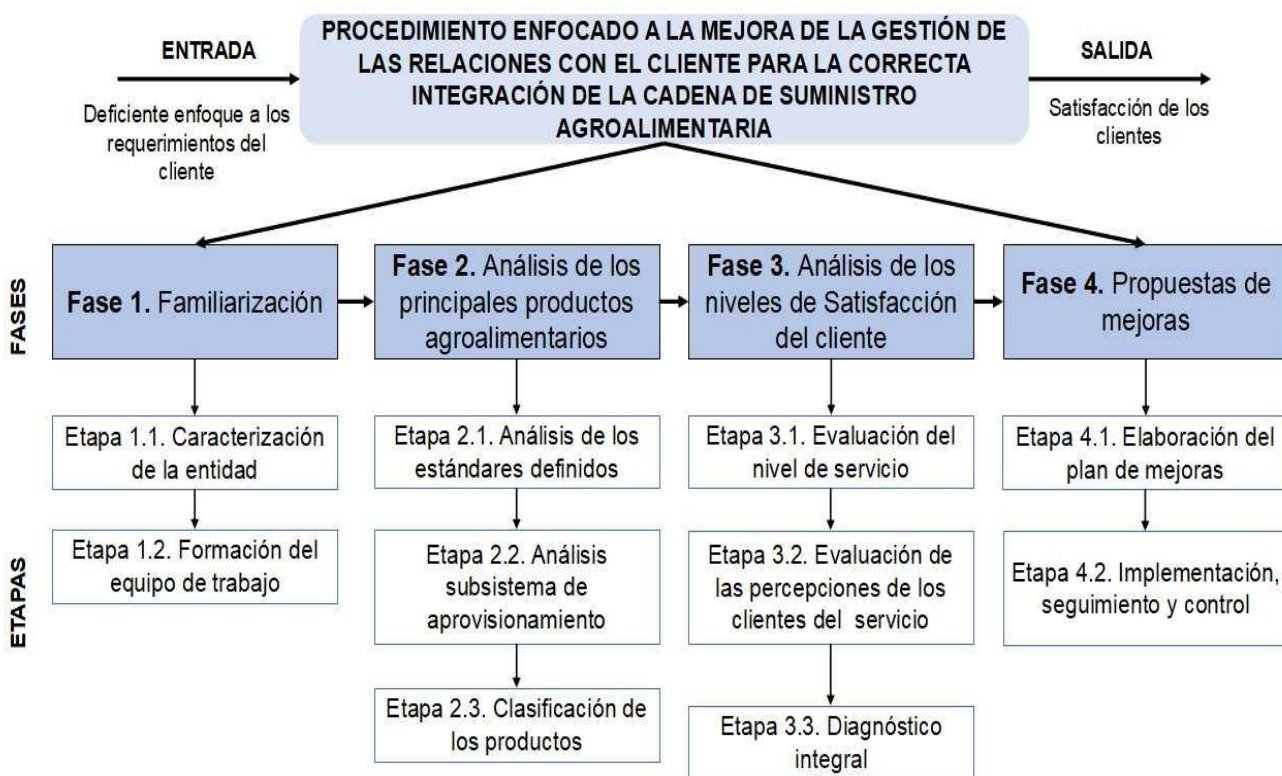 ENTRADA
Deficiente enfoque a los
requerimientos del
cliente
PROCEDIMIENTO ENFOCADO A LA MEJORA DE LA GESTIÓN DE
LAS RELACIONES CON EL CLIENTE PARA LA CORRECTA
INTEGRACIÓN DE LA CADENA DE SUMINISTRO
AGROALIMENTARIA
SALIDA
Satisfacción de los
clientes
FASES
Fase 1. Familiarización
Fase 2. Análisis de los
principales productos
agroalimentarios
Fase 3. Análisis de los
niveles de Satisfacción
del cliente
Fase 4. Propuestas de
mejoras
ETAPAS
Etapa 1.1. Caracterización
de la entidad
Etapa 1.2. Formación del
equipo de trabajo
Etapa 2.1. Análisis de los
estándares definidos
Etapa 2.2. Análisis
subsistema de
aprovisionamiento
Etapa 2.3. Clasificación de
los productos
Etapa 3.1. Evaluación del
nivel de servicio
Etapa 3.2. Evaluación de
las percepciones de los
clientes del servicio
Etapa 3.3. Diagnóstico
integral
Etapa 4.1. Elaboración del
plan de mejoras
Etapa 4.2. Implementación,
seguimiento y control